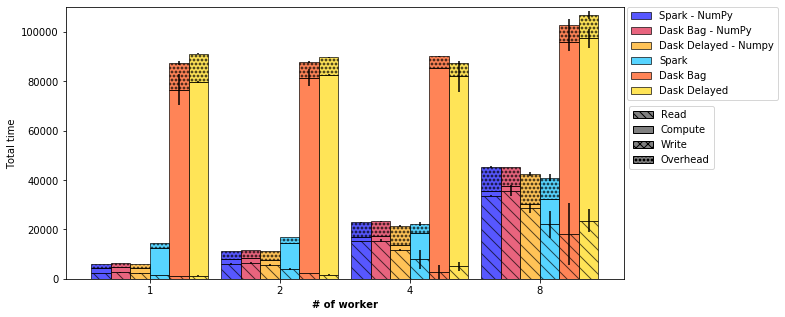 Total time
100000
80000
60000
40000
20000
0
1
2
4
8
# of worker
Spark - NumPy
Dask Bag - NumPy
Dask Delayed - Numpy
Spark
Dask Bag
Dask Delayed
Read
Compute
Write
Overhead